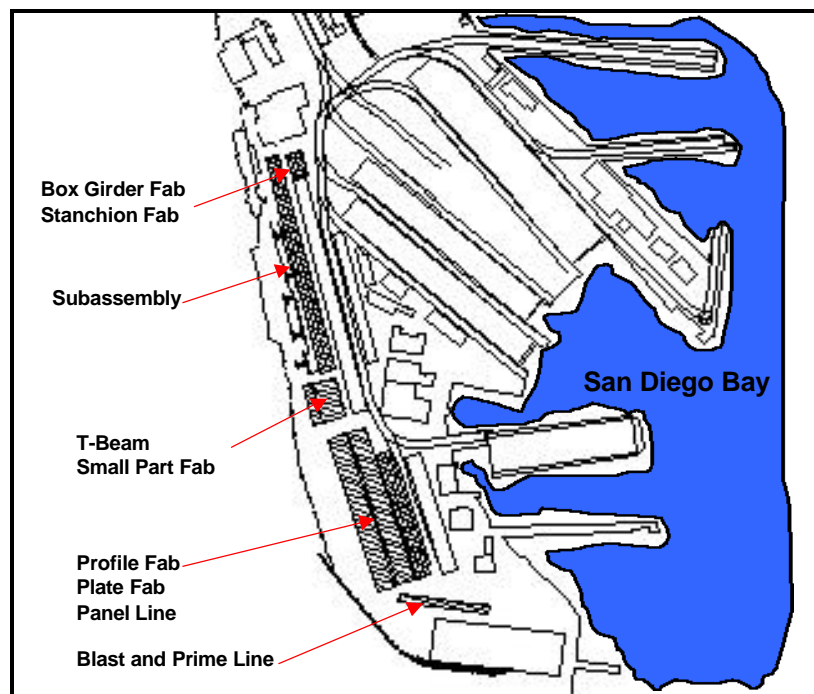 Box Girder Fab
Stanchion Fab
Subassembly
San Diego Bay
T-Beam
Small Part Fab
Profile Fab
Plate Fab
Panel Line
Blast and Prime Line